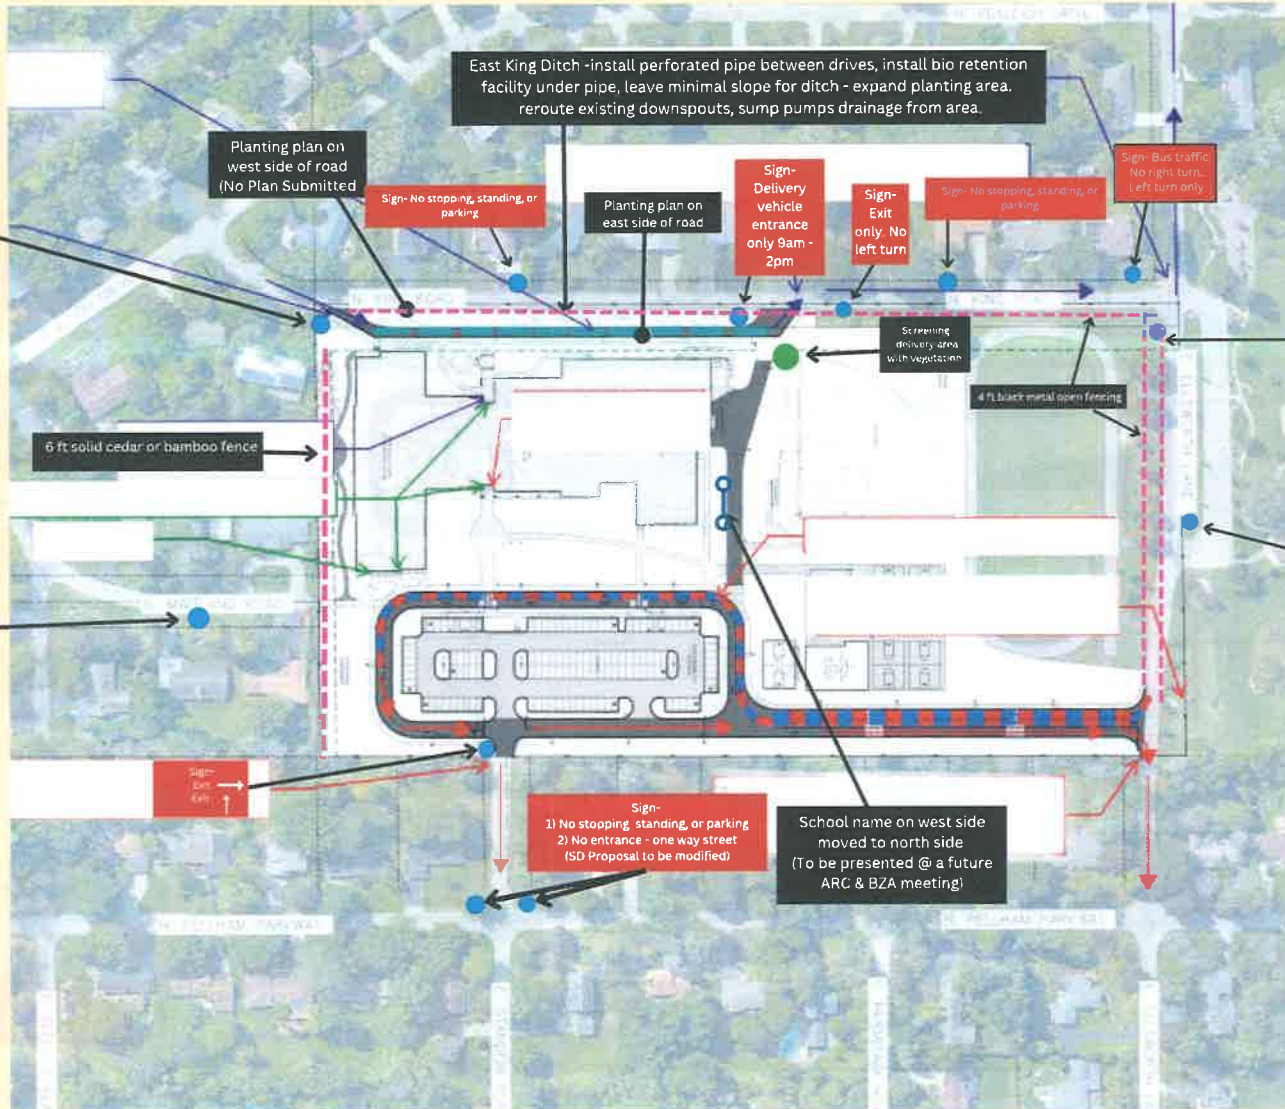 East King Ditch -install perforated pipe between drives, install bio retention
facility under pipe, leave minimal slope for ditch - expand planting area.
reroute existing downspouts, sump pumps drainage from area.
Planting plan on
west side of road
(No Plan Submitted
Sign- No stopping, standing, or
parking
Planting plan on
east side of road
Sign-
Delivery
vehicle
entrance
only 9am -
2pm
Sign-
Exit
only. No
left turn
Sign- No stopping, standing, or
parking
Sign- Bus traffic
No right turn.
Left turn only
Screening
delivery area
with vegetation
4 ft black metal open fencing
6 ft solid cedar or bamboo fence
Sign-
Exit
Exit
Sign-
1) No stopping, standing, or parking
2) No entrance - one way street
(SD Proposal to be modified)
School name on west side
moved to north side
(To be presented @ a future
ARC & BZA meeting)